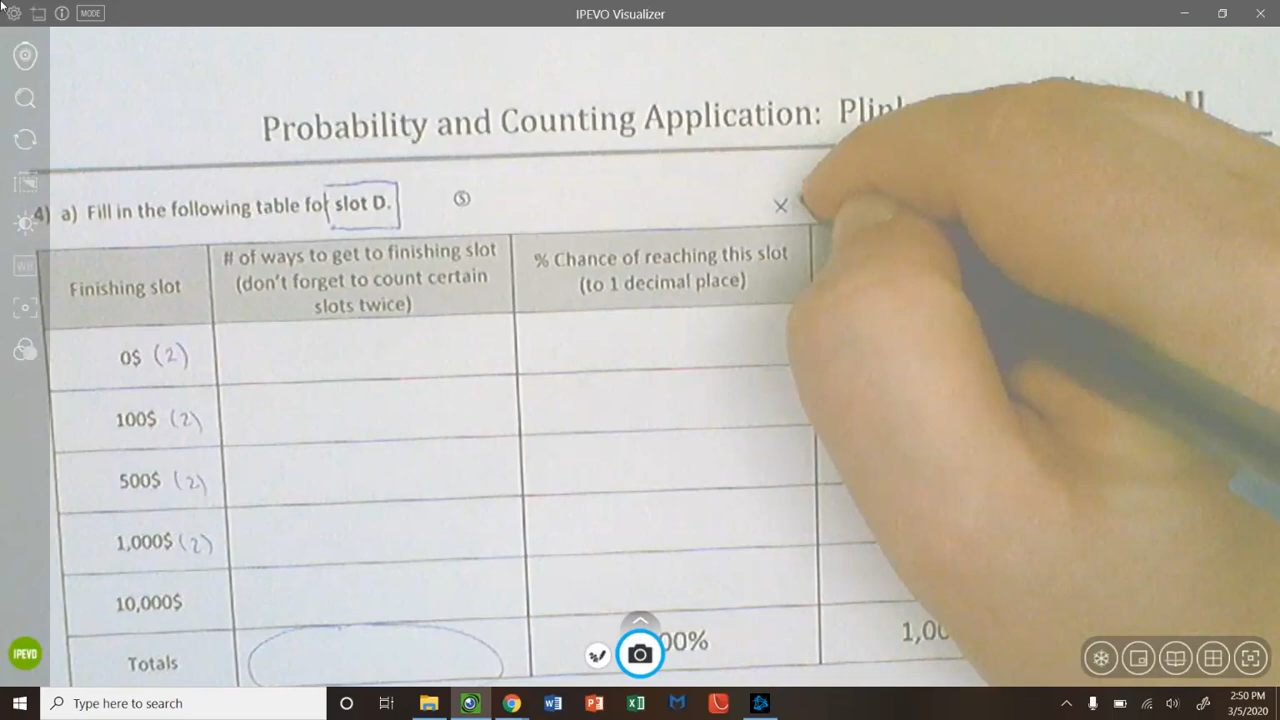 MODE
IPEVO Visualizer
Probability and Counting Application:
4) a) Fill in the following table for slot D.
S
X
Finishing slot
# of ways to get to finishing slot
(don't forget to count certain
slots twice)
% Chance of reaching this slot
(to 1 decimal place)
0$ (2)
100$ (2)
500$ (2)
1,000$ (2)
10,000$
Totals
00%
1,00
IPEVO
Type here to search
2:50 PM
3/5/2020